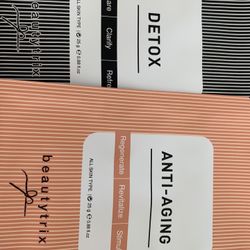 DETOX
Clarify
ALL SKIN TYPE | 25 g ℮ 0.88 fl.oz
beautytrix
ANTI-AGING
Regenerate
Revitalize
ALL SKIN TYPE | 25 g ℮ 0.88 fl.oz
beautytrix